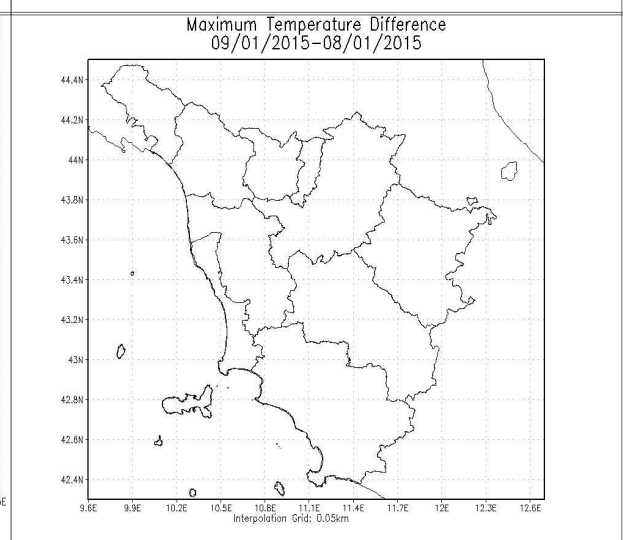 Maximum Temperature Difference
09/01/2015-08/01/2015
44.4N
44.2N
44N
43.8N
43.6N
43.4N
43.2N
43N
42.8N
42.6N
42.4N
9.6E 9.9E 10.2E 10.5E 10.8E 11.1E 11.4E 11.7E 12E 12.3E 12.6E
Interpolation Grid: 0.05km